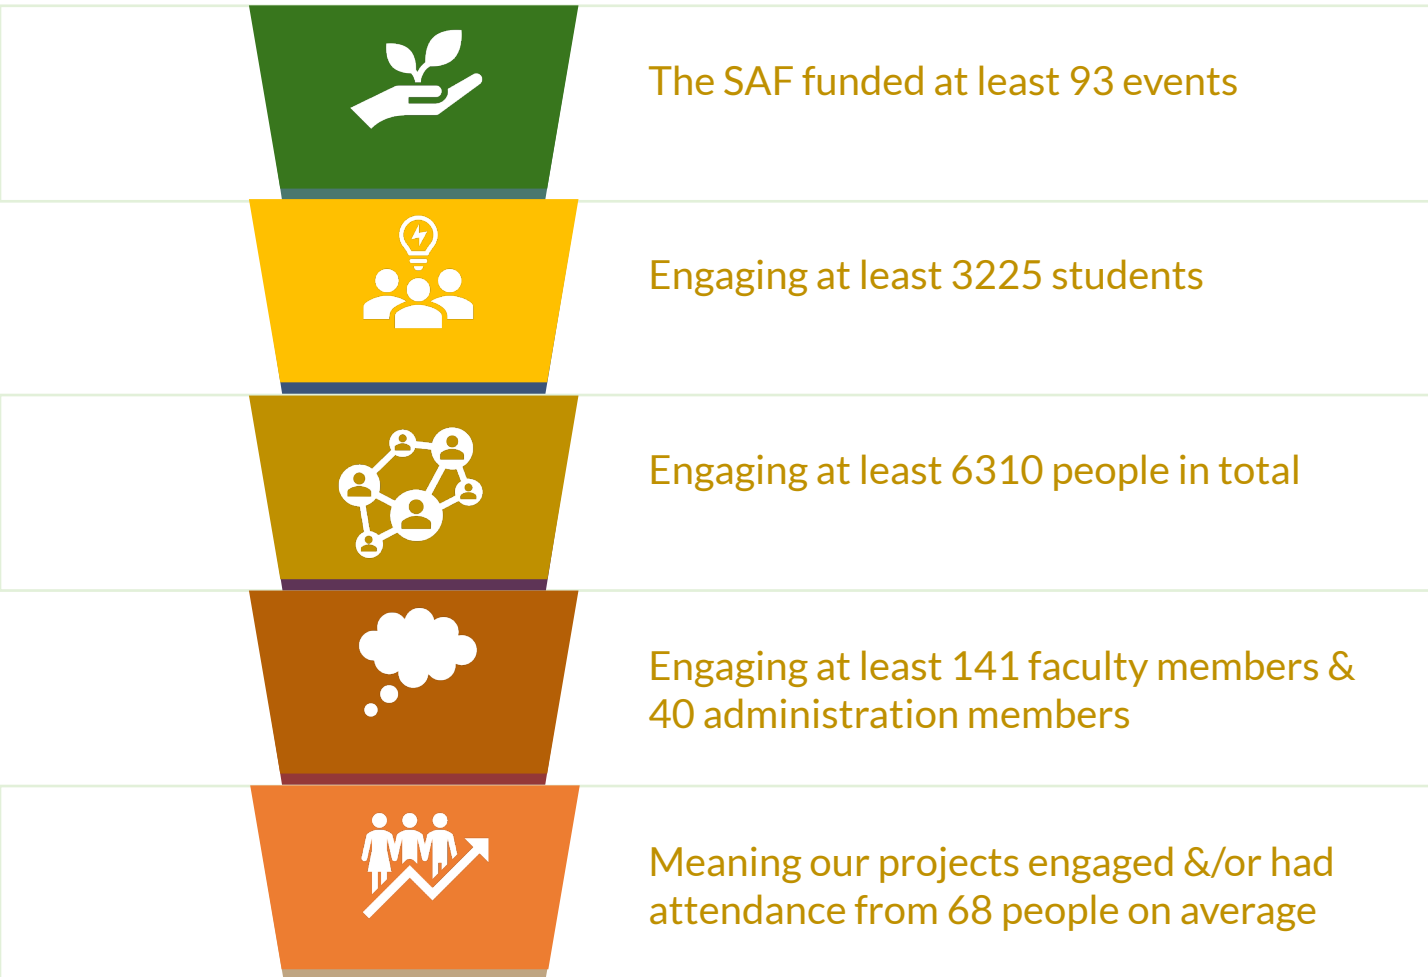 The SAF funded at least 93 events
Engaging at least 3225 students
Engaging at least 6310 people in total
Engaging at least 141 faculty members &
40 administration members
Meaning our projects engaged &/or had
attendance from 68 people on average